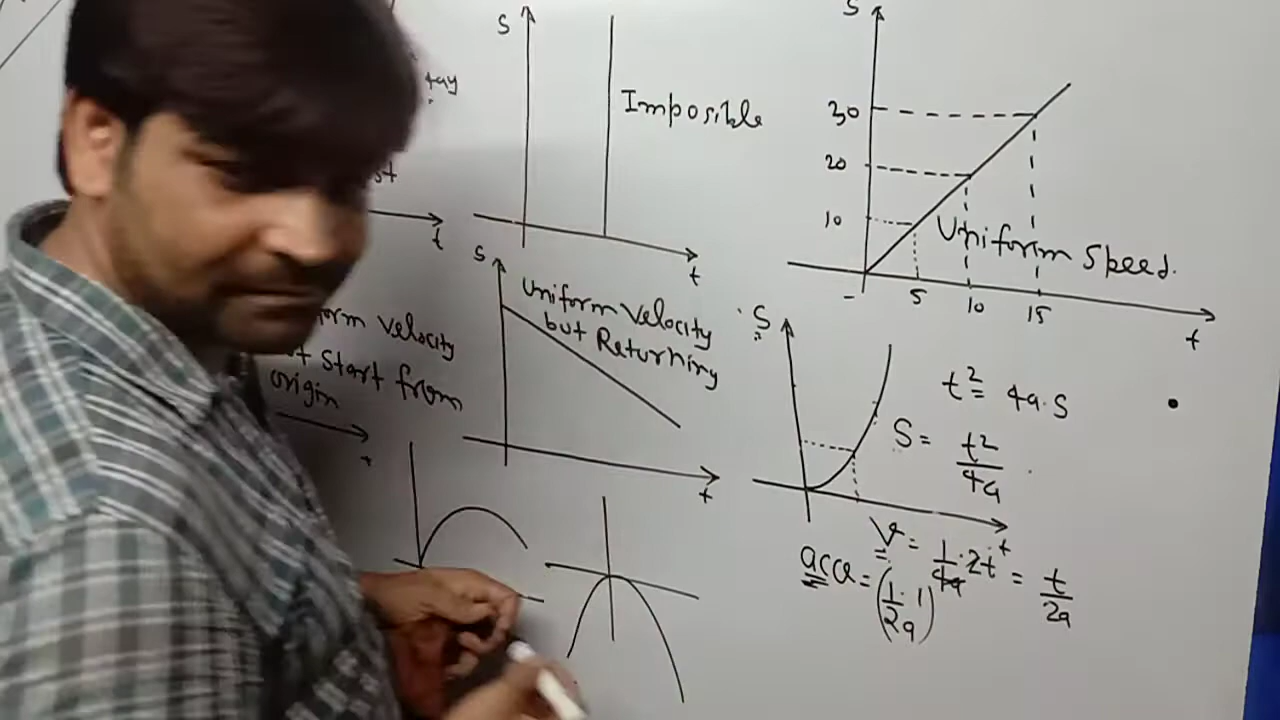 S
Imposible
t
t
S
30
20
10
Uniform Speed.
5
10
15
t
orm velocity
t start from
origin
t
S
uniform velocity
but Returning
t
S
t² = 4a.S
S = t²/4a
t
v = 1/4a . 2t = t/2a
acc = (1/2a . 1)